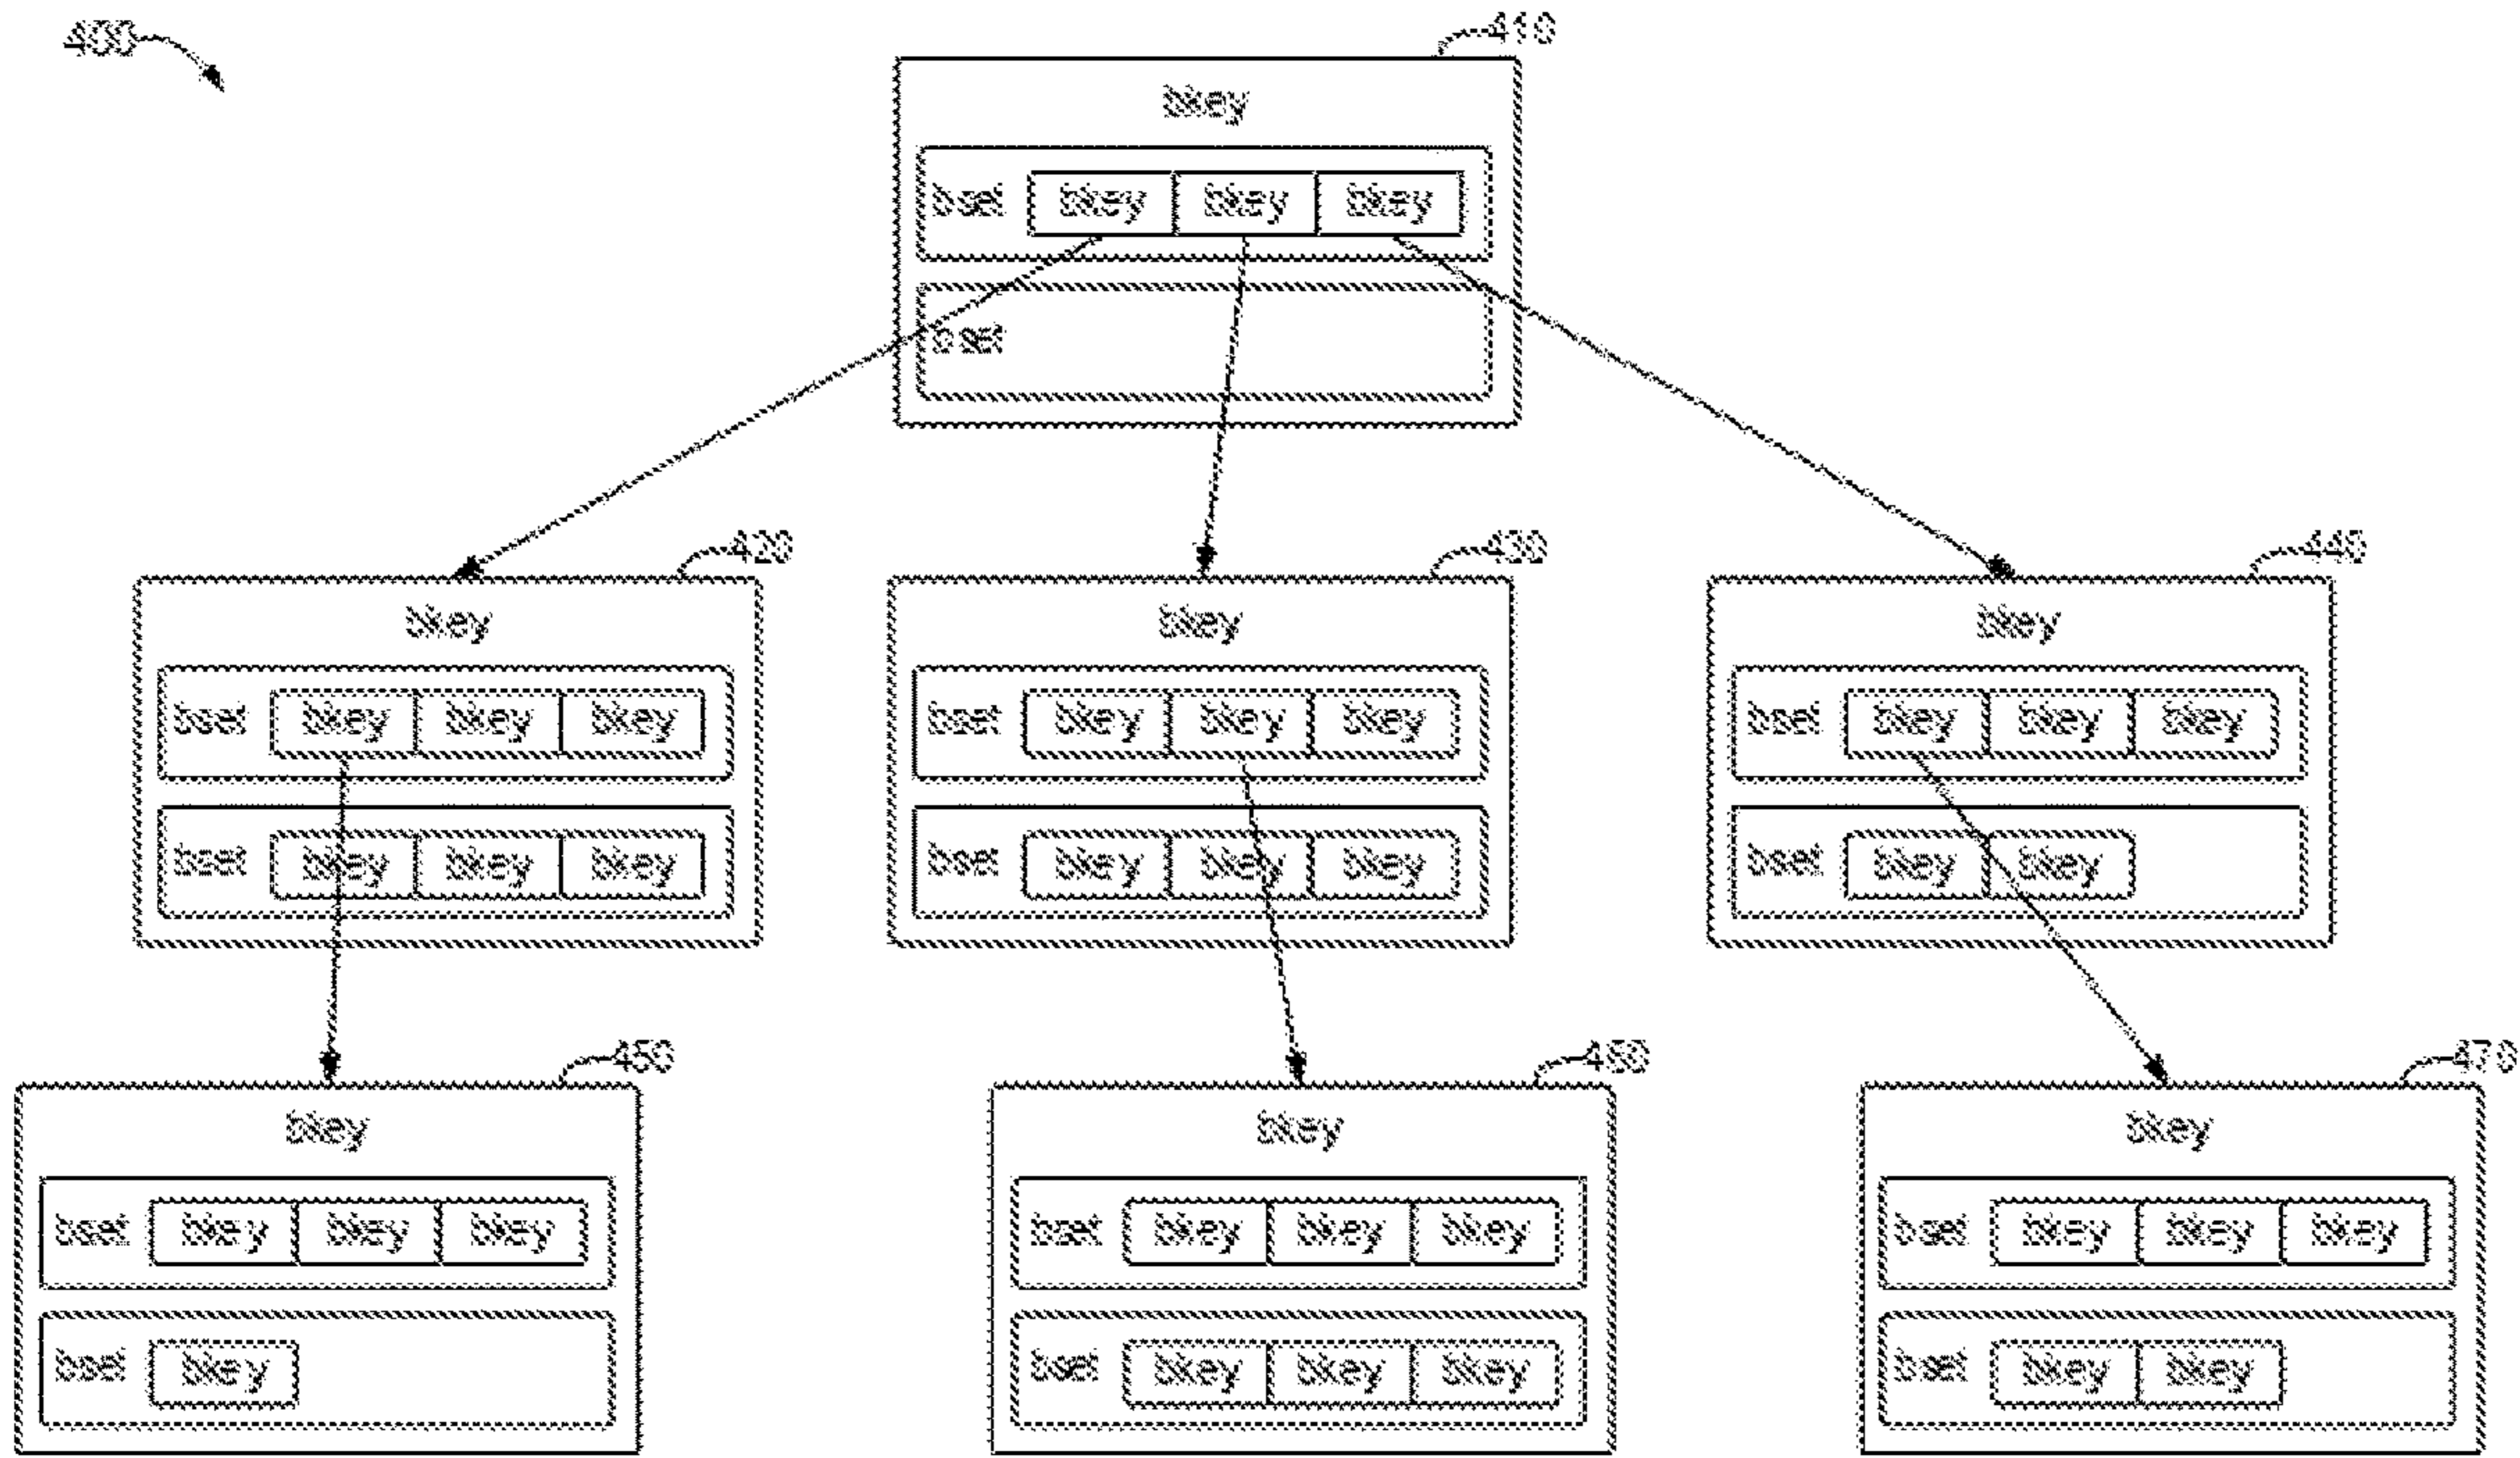 400
410
bkey
bset bkey bkey bkey
bset
420 430 440
bkey bkey bkey
bset bkey bkey bkey bset bkey bkey bkey bset bkey bkey bkey
bset bkey bkey bkey bset bkey bkey bkey bset bkey bkey
450 460 470
bkey bkey bkey
bset bkey bkey bkey bset bkey bkey bkey bset bkey bkey bkey
bset bkey bset bkey bkey bkey bset bkey bkey